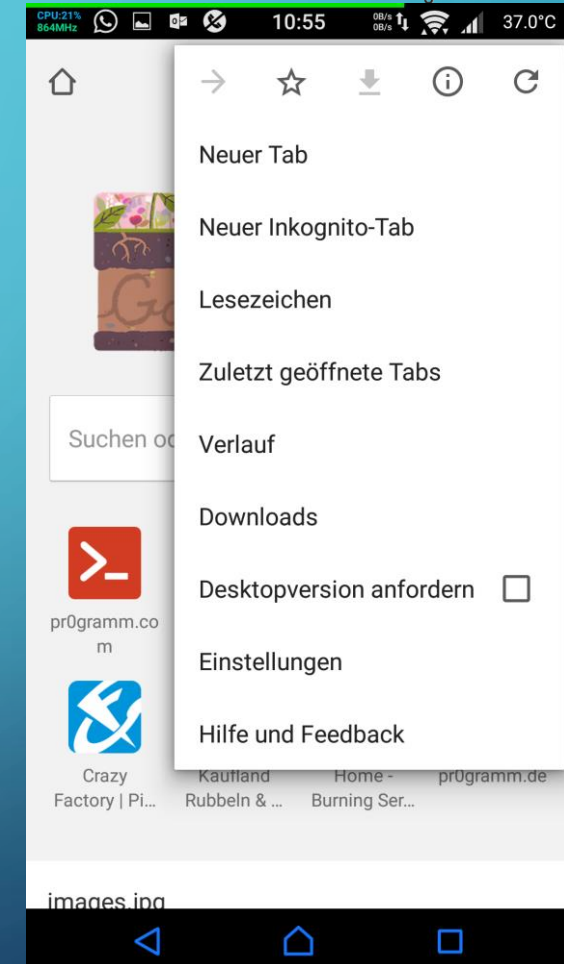 CPU:21%
864MHz
10:55
0B/s
0B/s
37.0°C
Neuer Tab
Neuer Inkognito-Tab
Lesezeichen
Zuletzt geöffnete Tabs
Suchen od
Verlauf
Downloads
Desktopversion anfordern
pr0gramm.co
m
Einstellungen
Hilfe und Feedback
Crazy
Factory | Pi...
Kaufland
Rubbeln & ...
Home -
Burning Ser...
pr0gramm.de
images.jpg